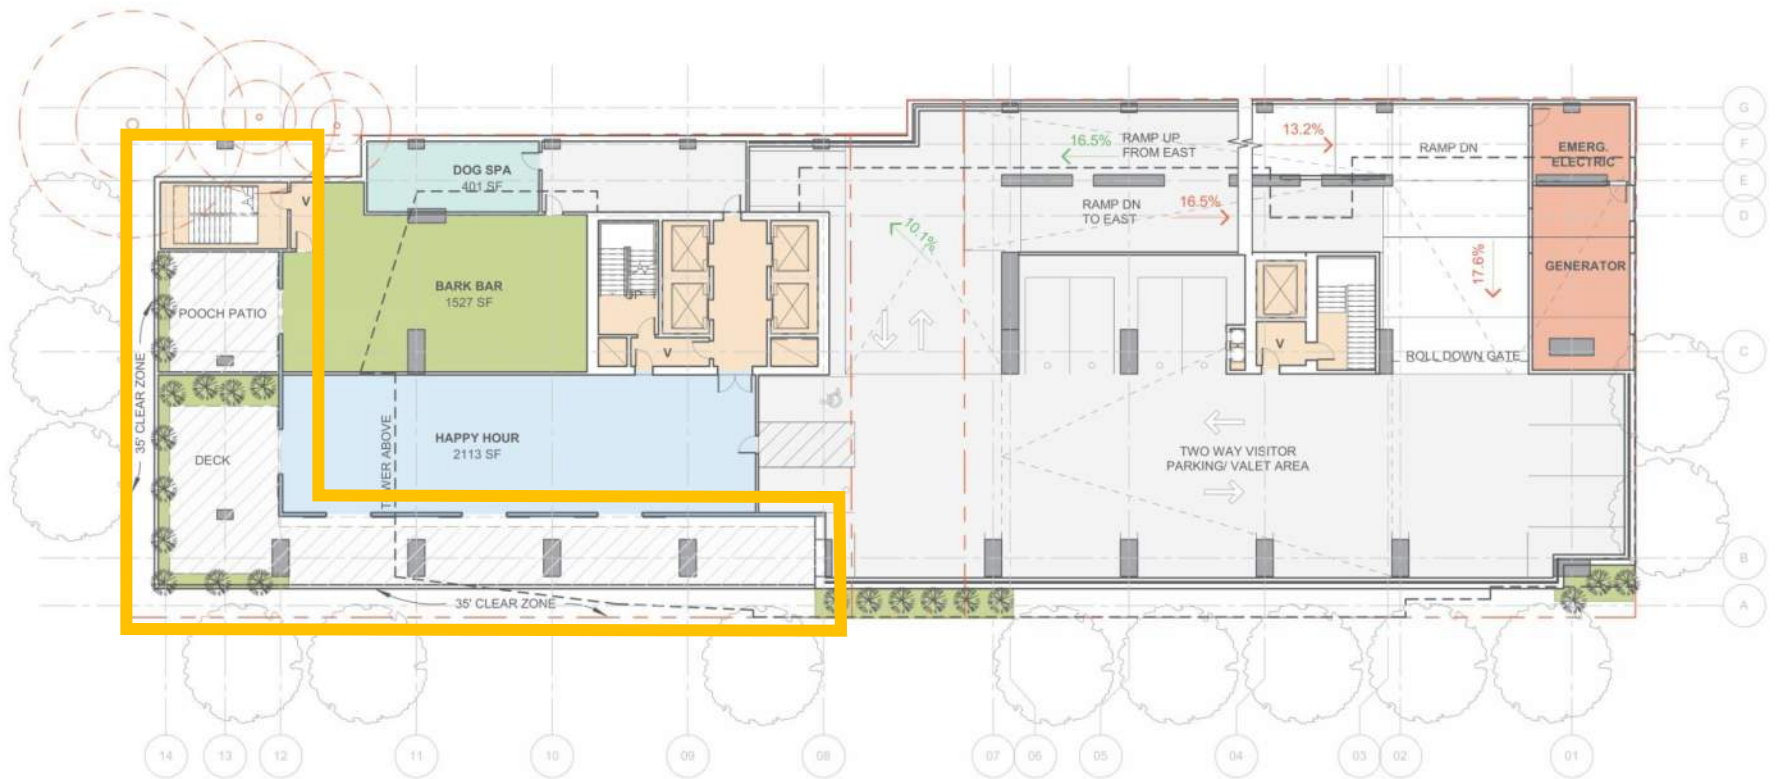 G
16.5%
RAMP UP
FROM EAST
13.2%
RAMP DN
EMERG.
ELECTRIC
F
DOG SPA
401 SF
E
V
RAMP DN
TO EAST
16.5%
D
10.1%
17.6%
GENERATOR
BARK BAR
1527 SF
POOCH PATIO
35' CLEAR ZONE
V
V
ROLL DOWN GATE
C
TOWER ABOVE
HAPPY HOUR
2113 SF
DECK
TWO WAY VISITOR
PARKING/ VALET AREA
B
35' CLEAR ZONE
A
14
13
12
11
10
09
08
07
06
05
04
03
02
01